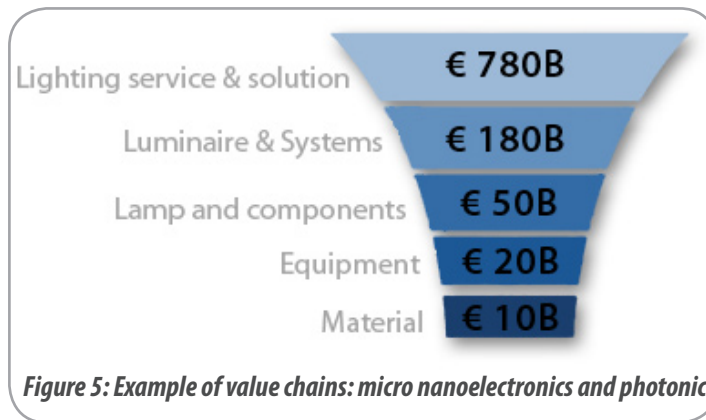 Lighting service & solution € 780B
Luminaire & Systems € 180B
Lamp and components € 50B
Equipment € 20B
Material € 10B
Figure 5: Example of value chains: micro nanoelectronics and photonic